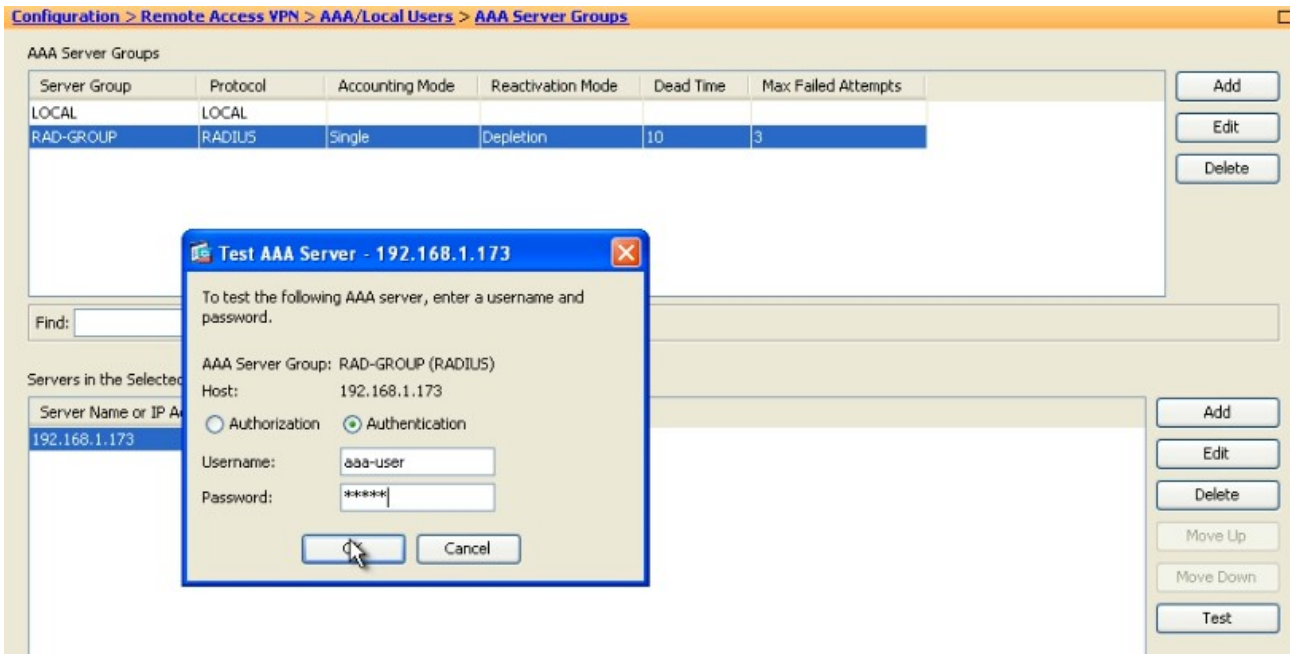 Configuration > Remote Access VPN > AAA/Local Users > AAA Server Groups
AAA Server Groups
Server Group Protocol Accounting Mode Reactivation Mode Dead Time Max Failed Attempts
LOCAL LOCAL
RAD-GROUP RADIUS Single Depletion 10 3
Add
Edit
Delete
Find:
Test AAA Server - 192.168.1.173
To test the following AAA server, enter a username and
password.
AAA Server Group: RAD-GROUP (RADIUS)
Host: 192.168.1.173
Authorization Authentication
Username: aaa-user
Password: *****
Cancel
Servers in the Selected
Server Name or IP
192.168.1.173
Add
Edit
Delete
Move Up
Move Down
Test